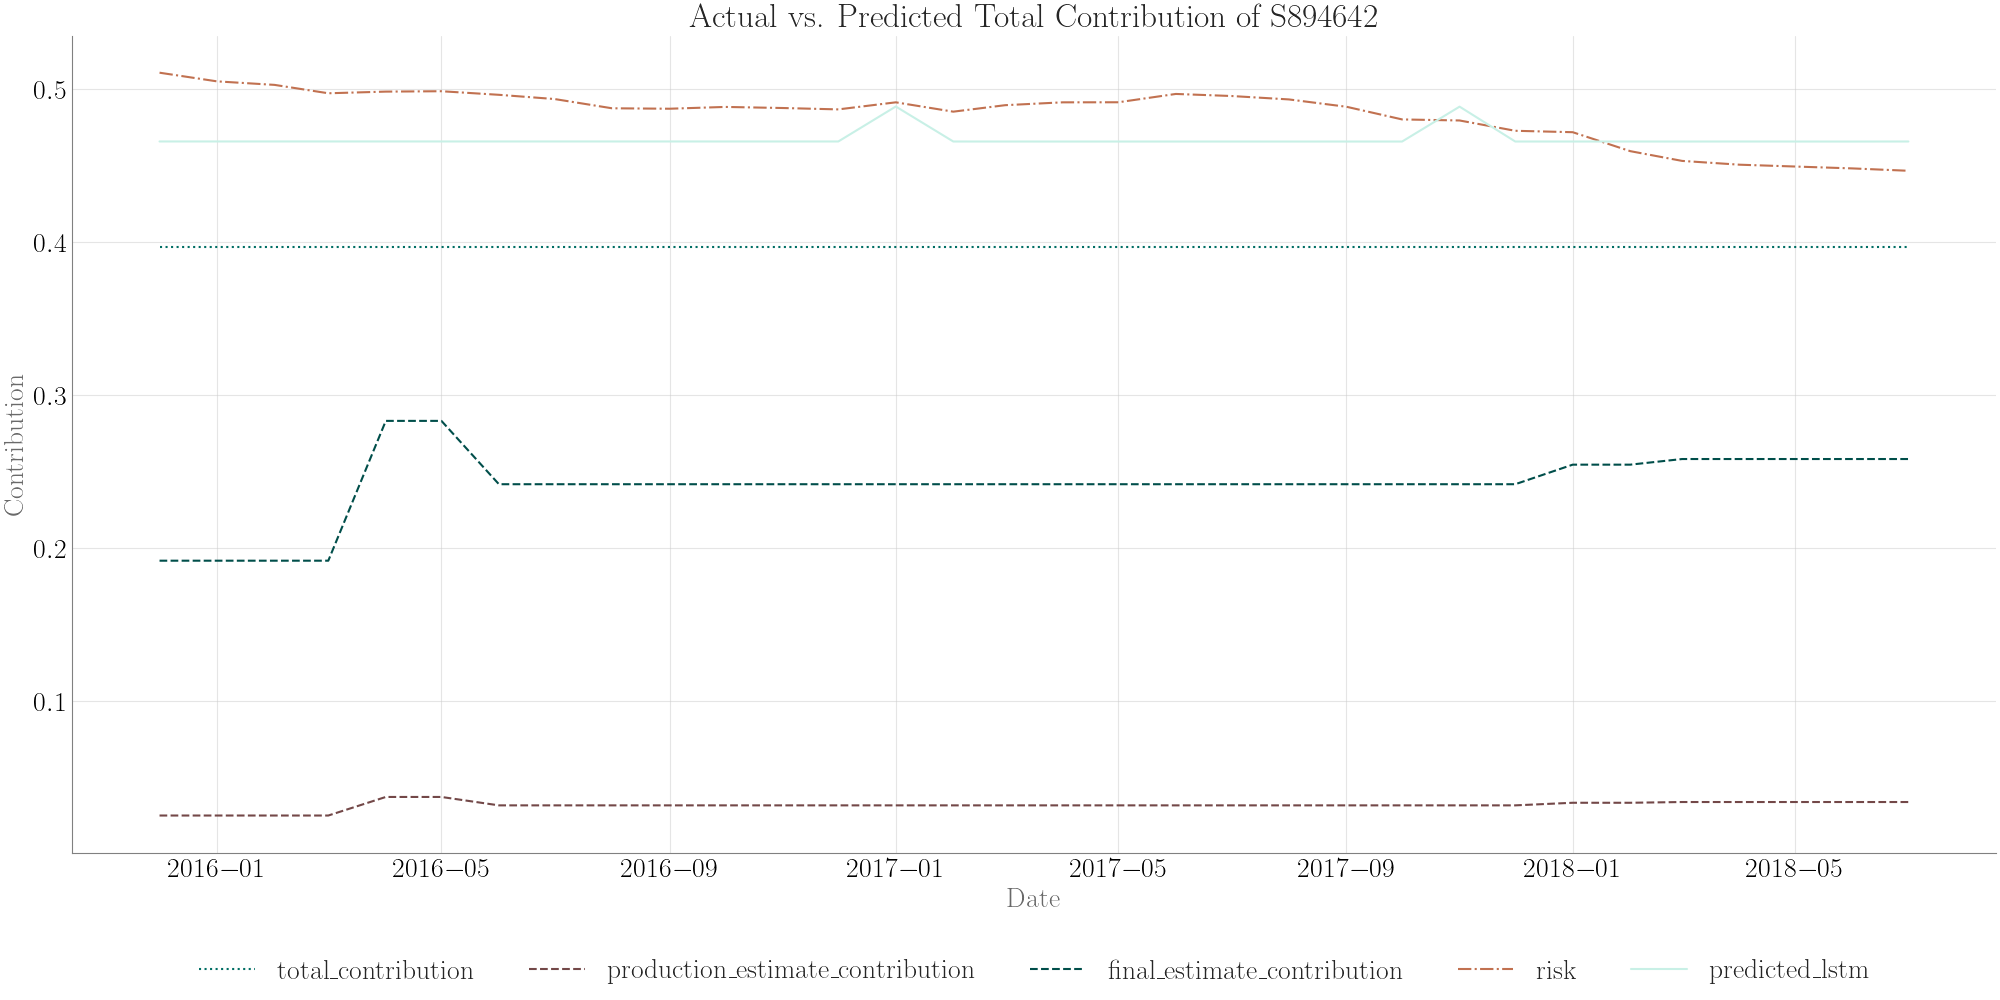 Actual vs. Predicted Total Contribution of S894642
Contribution
0.5
0.4
0.3
0.2
0.1
2016−01 2016−05 2016−09 2017−01 2017−05 2017−09 2018−01 2018−05
Date
total_contribution production_estimate_contribution final_estimate_contribution risk predicted_lstm